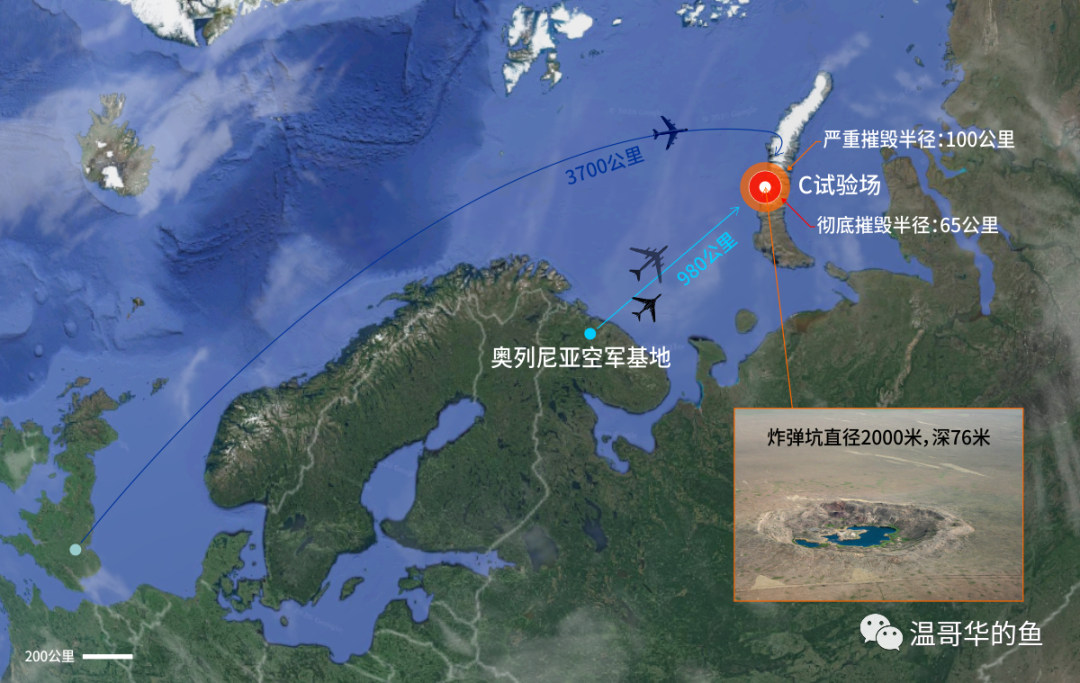 3700公里
严重摧毁半径:100公里
C试验场
彻底摧毁半径:65公里
980公里
奥列尼亚空军基地
炸弹坑直径2000米,深76米
温哥华的鱼
200公里